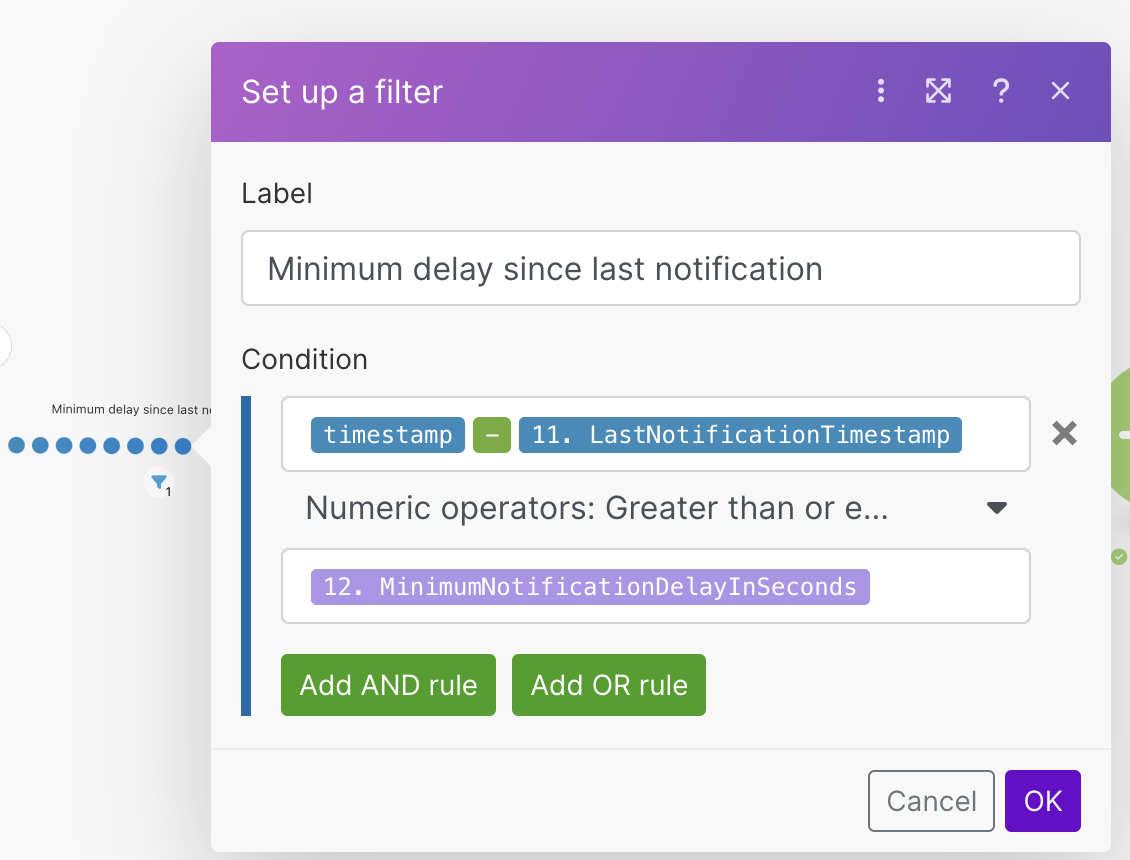 Set up a filter
?
Label
Minimum delay since last notification
Condition
Minimum delay since last no
timestamp - 11. LastNotificationTimestamp
1
Numeric operators: Greater than or e...
12. MinimumNotificationDelayInSeconds
Add AND rule Add OR rule
Cancel OK